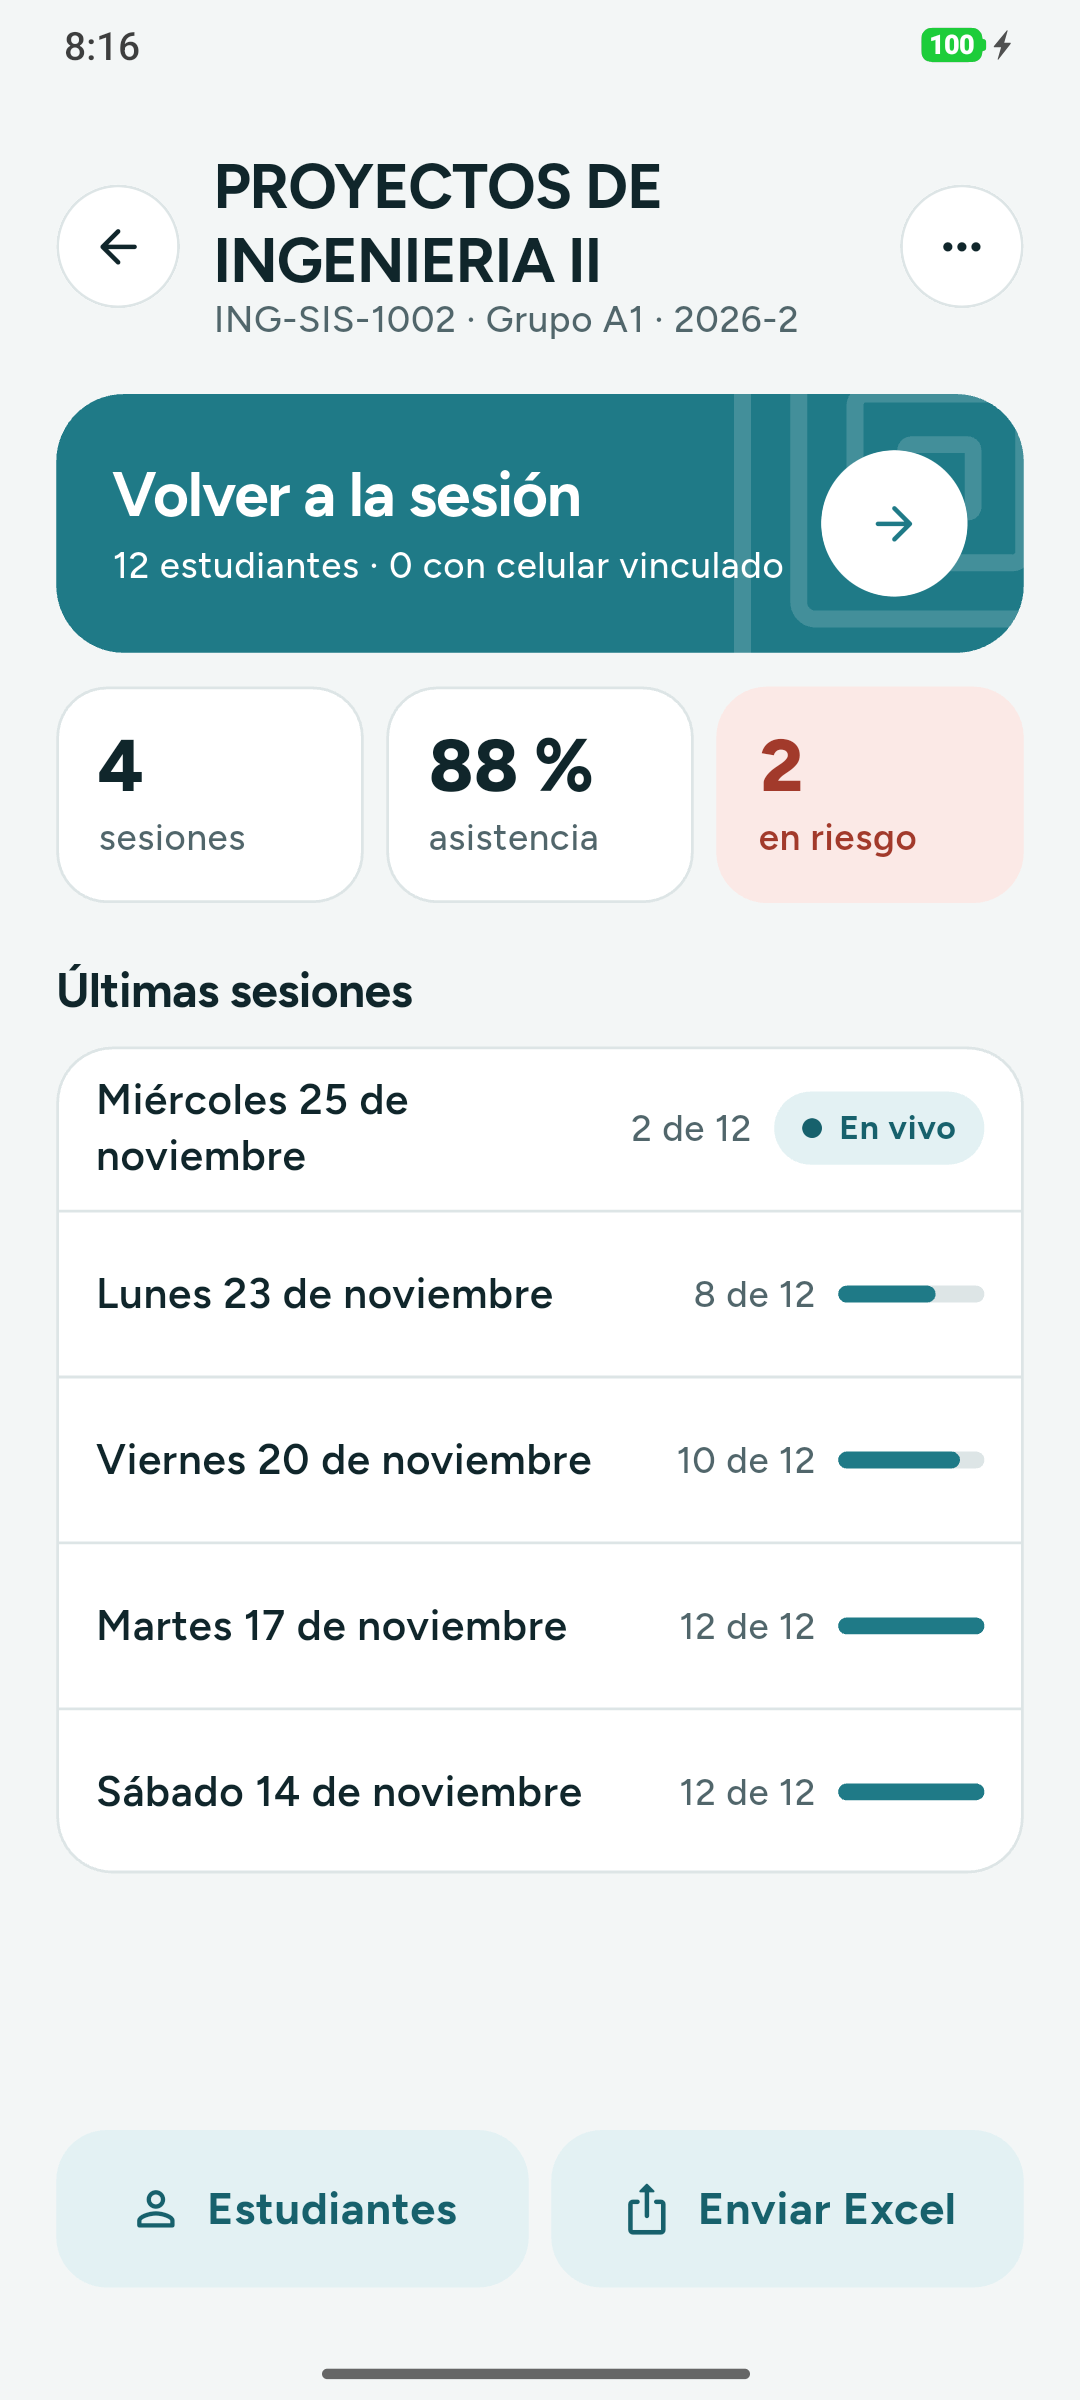 8:16
100
PROYECTOS DE
INGENIERIA II
ING-SIS-1002 · Grupo A1 · 2026-2
Volver a la sesión
12 estudiantes · 0 con celular vinculado
4
sesiones
88 %
asistencia
2
en riesgo
Últimas sesiones
Miércoles 25 de
noviembre
2 de 12
En vivo
Lunes 23 de noviembre
8 de 12
Viernes 20 de noviembre
10 de 12
Martes 17 de noviembre
12 de 12
Sábado 14 de noviembre
12 de 12
Estudiantes
Enviar Excel